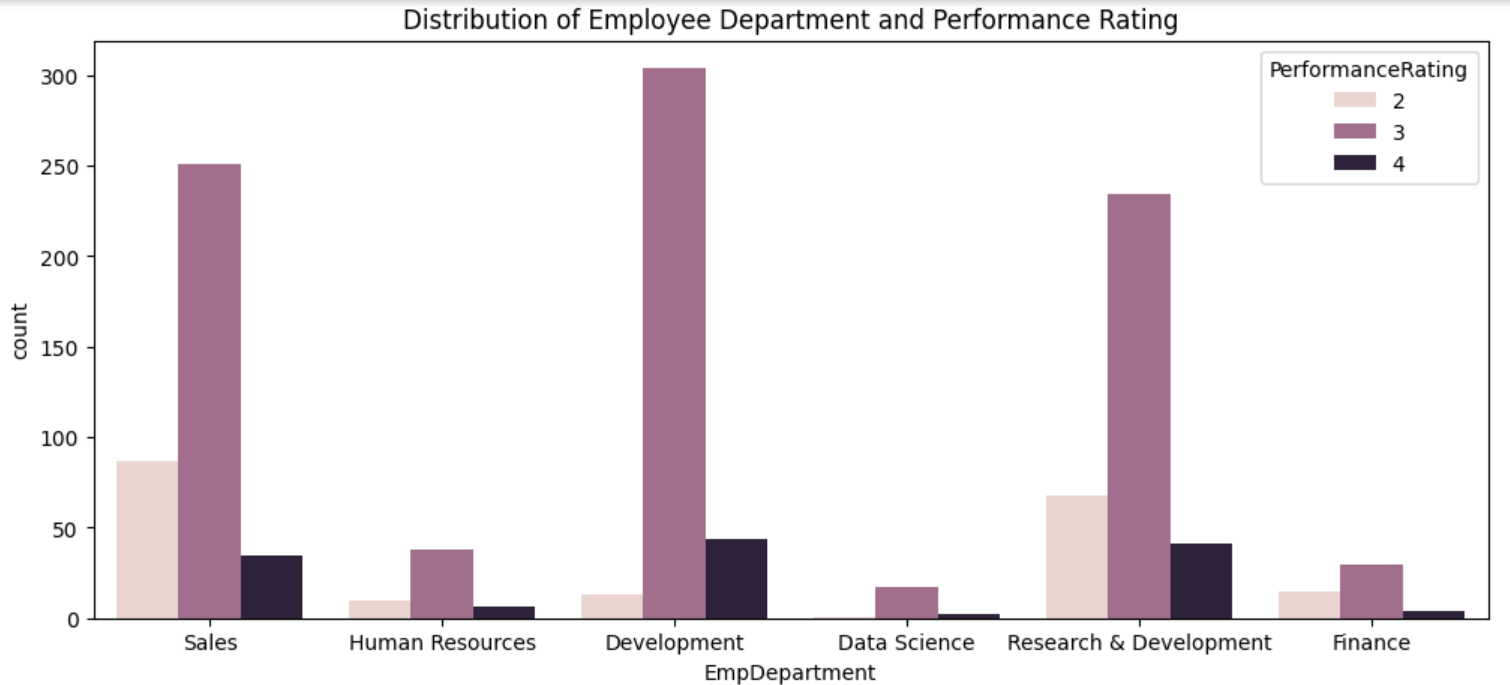 Distribution of Employee Department and Performance Rating
PerformanceRating
2
3
4
300
250
200
150
100
50
0
count
Sales Human Resources Development Data Science Research & Development Finance
EmpDepartment